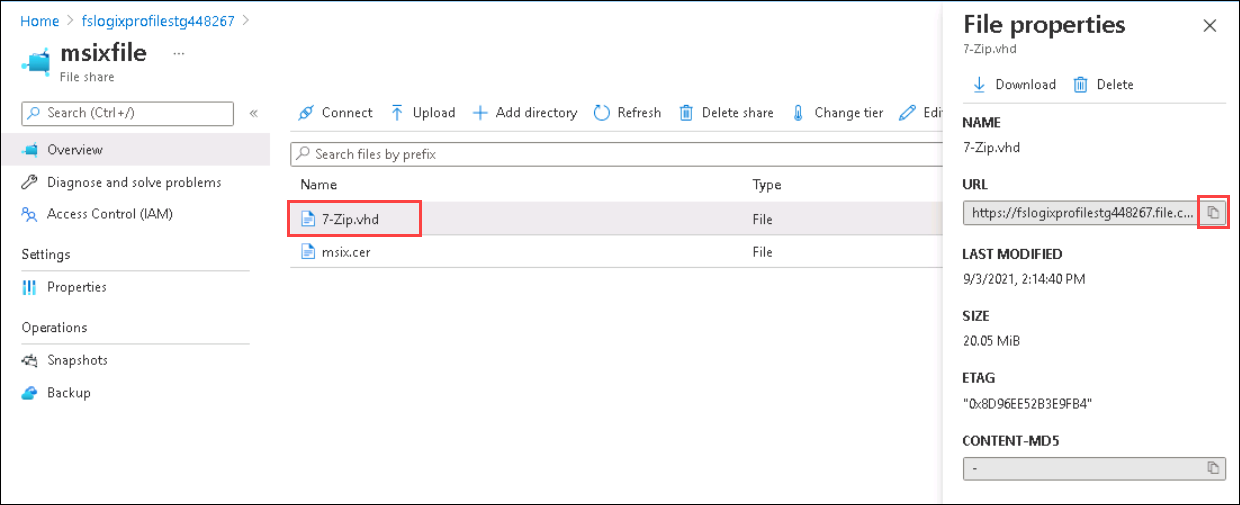 Home > fslogixprofilestg448267 >
msixfile ...
File share
Search (Ctrl+/)
«
Overview
Diagnose and solve problems
Access Control (IAM)
Settings
Properties
Operations
Snapshots
Backup
Connect Upload Add directory Refresh Delete share Change tier Edi
Search files by prefix
Name Type
7-Zip.vhd File
msix.cer File
File properties
7-Zip.vhd
Download Delete
NAME
7-Zip.vhd
URL
https://fslogixprofilestg448267.file.c...
LAST MODIFIED
9/3/2021, 2:14:40 PM
SIZE
20.05 MiB
ETAG
"0x8D96EE52B3E9FB4"
CONTENT-MD5
-